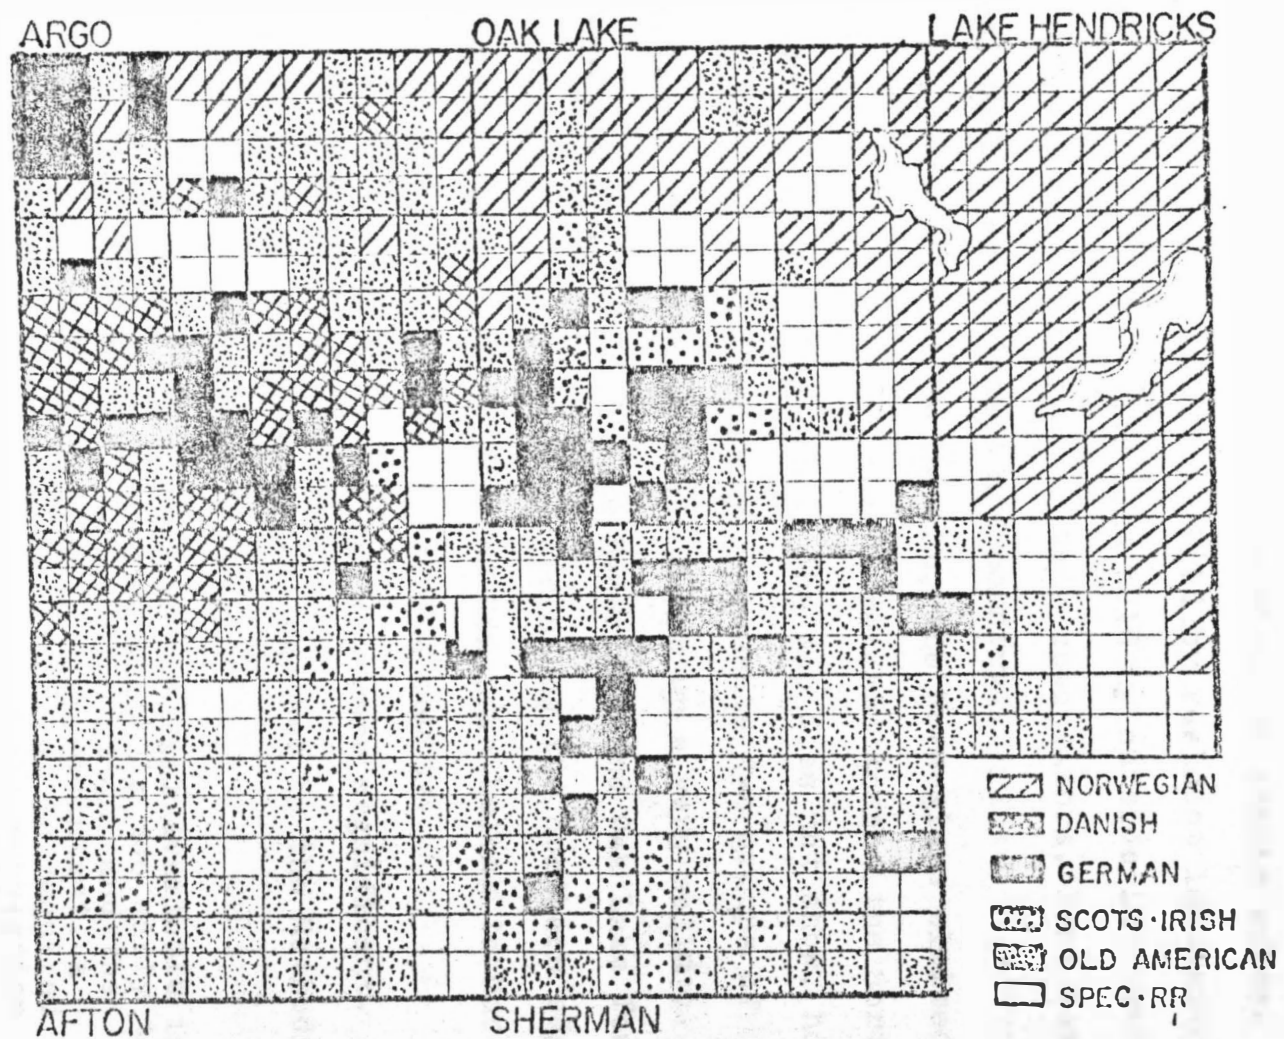 ARGO
OAK LAKE
LAKE HENDRICKS
NORWEGIAN
DANISH
GERMAN
SCOTS·IRISH
OLD AMERICAN
SPEC·RR
AFTON
SHERMAN